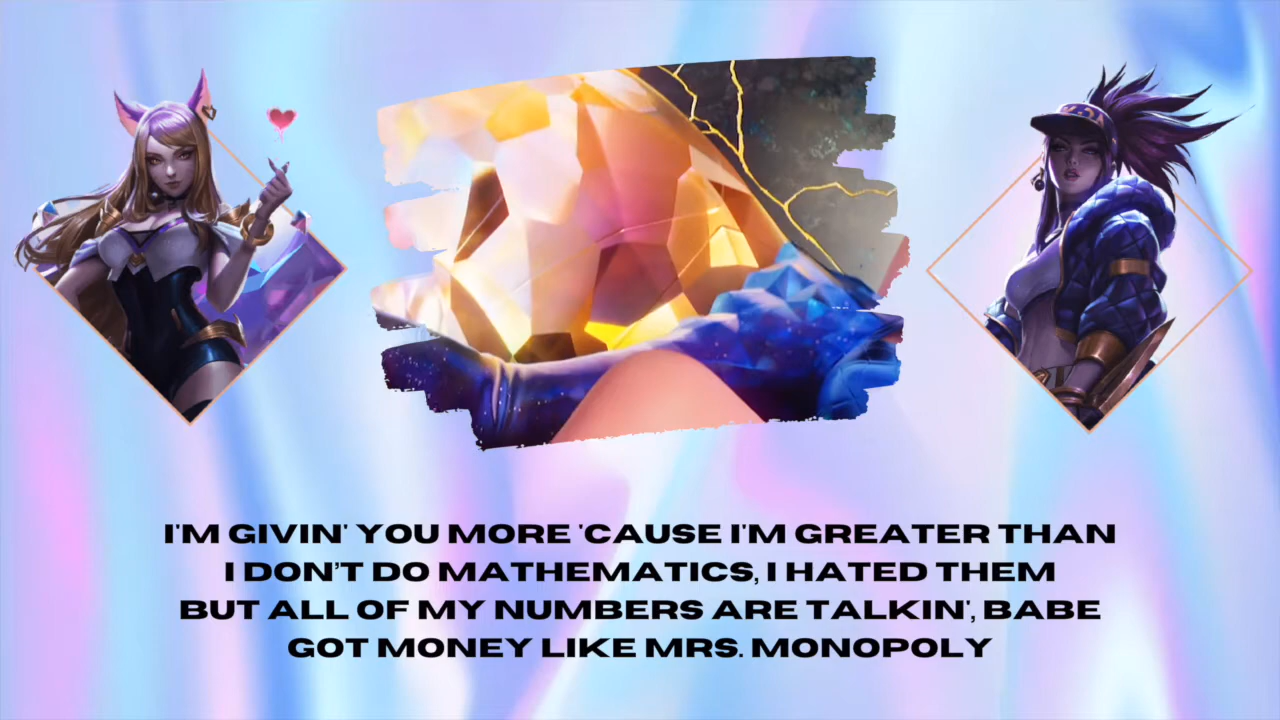 I'M GIVIN' YOU MORE 'CAUSE I'M GREATER THAN
I DON'T DO MATHEMATICS, I HATED THEM
BUT ALL OF MY NUMBERS ARE TALKIN', BABE
GOT MONEY LIKE MRS. MONOPOLY